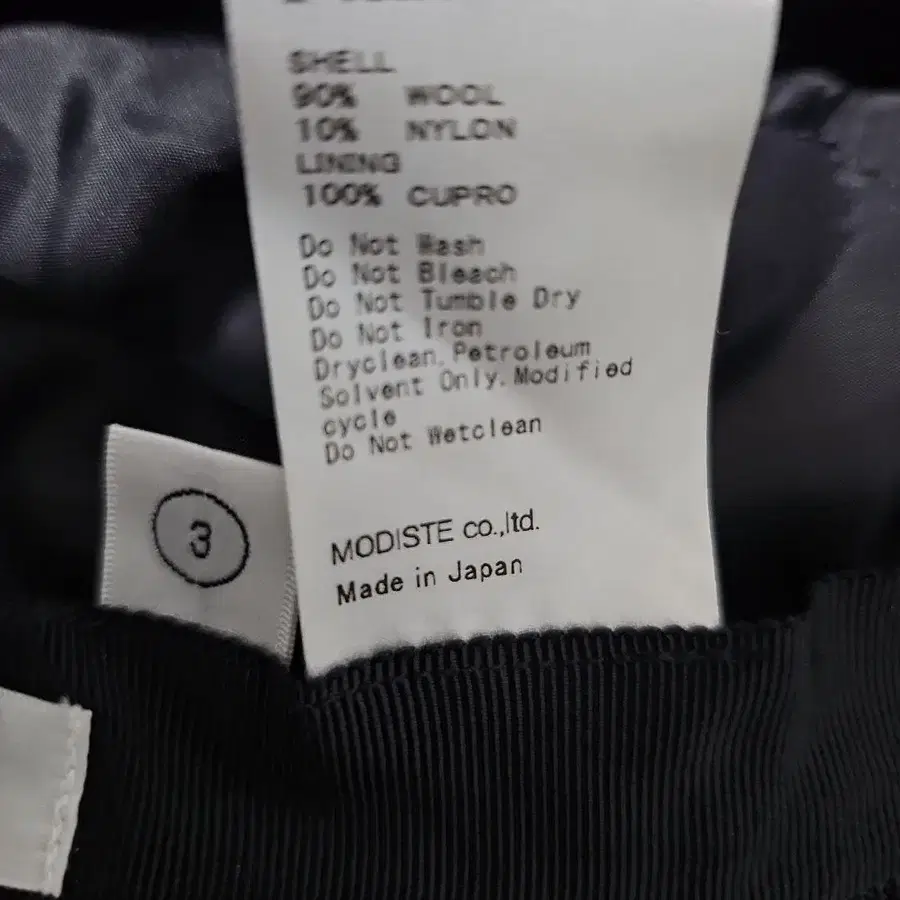 SHELL
90% WOOL
10% NYLON
LINING
100% CUPRO
Do Not Wash
Do Not Bleach
Do Not Tumble Dry
Do Not Iron
Dryclean.Petroleum
Solvent Only.Modified
cycle
Do Not Wetclean
MODISTE co.,ltd.
Made in Japan
3